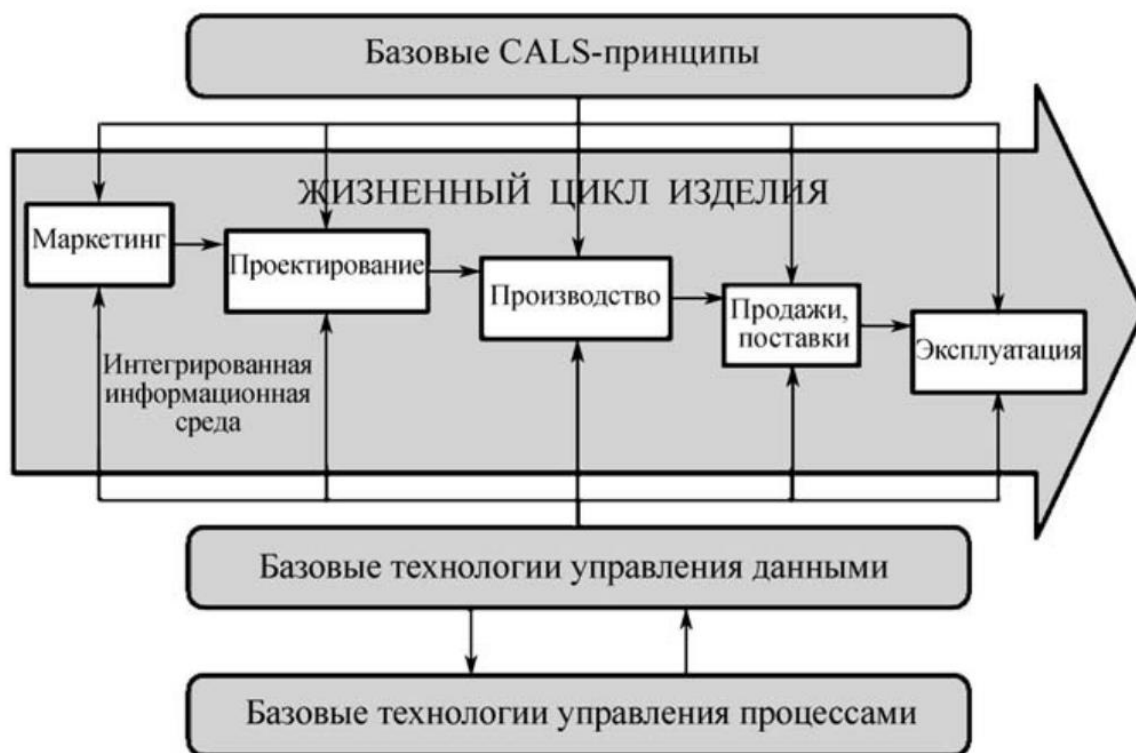 Базовые CALS-принципы
ЖИЗНЕННЫЙ ЦИКЛ ИЗДЕЛИЯ
Маркетинг
Проектирование
Производство
Продажи,
поставки
Эксплуатация
Интегрированная
информационная
среда
Базовые технологии управления данными
Базовые технологии управления процессами